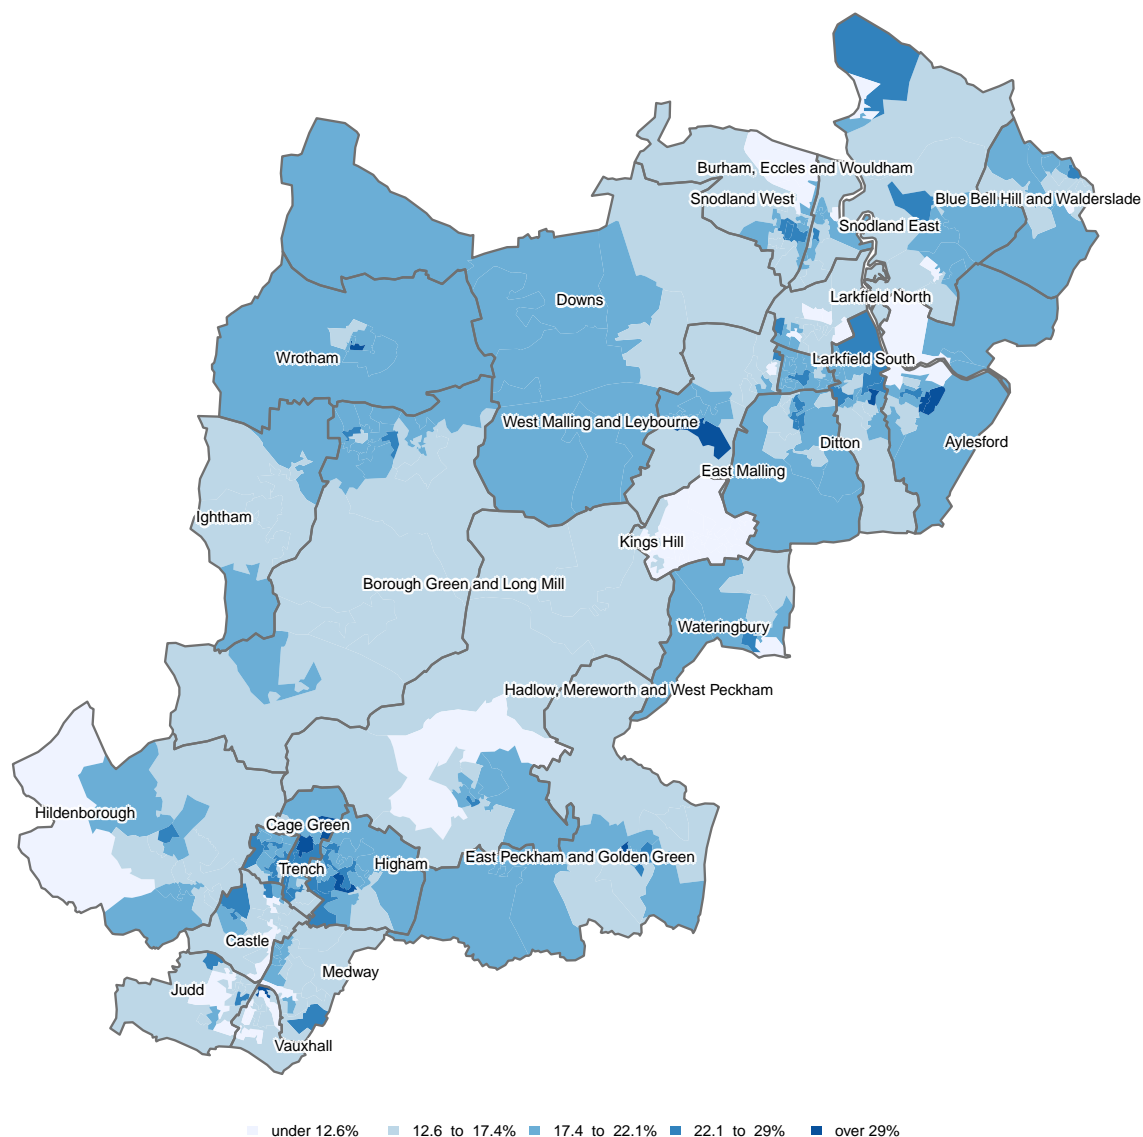 Burham, Eccles and Wouldham
Snodland West
Blue Bell Hill and Walderslade
Snodland East
Larkfield North
Downs
Wrotham
Larkfield South
West Malling and Leybourne
Ditton
Aylesford
East Malling
Ightham
Kings Hill
Borough Green and Long Mill
Wateringbury
Hadlow, Mereworth and West Peckham
Hildenborough
Cage Green
East Peckham and Golden Green
Trench
Higham
Castle
Medway
Judd
Vauxhall
under 12.6% 12.6 to 17.4% 17.4 to 22.1% 22.1 to 29% over 29%